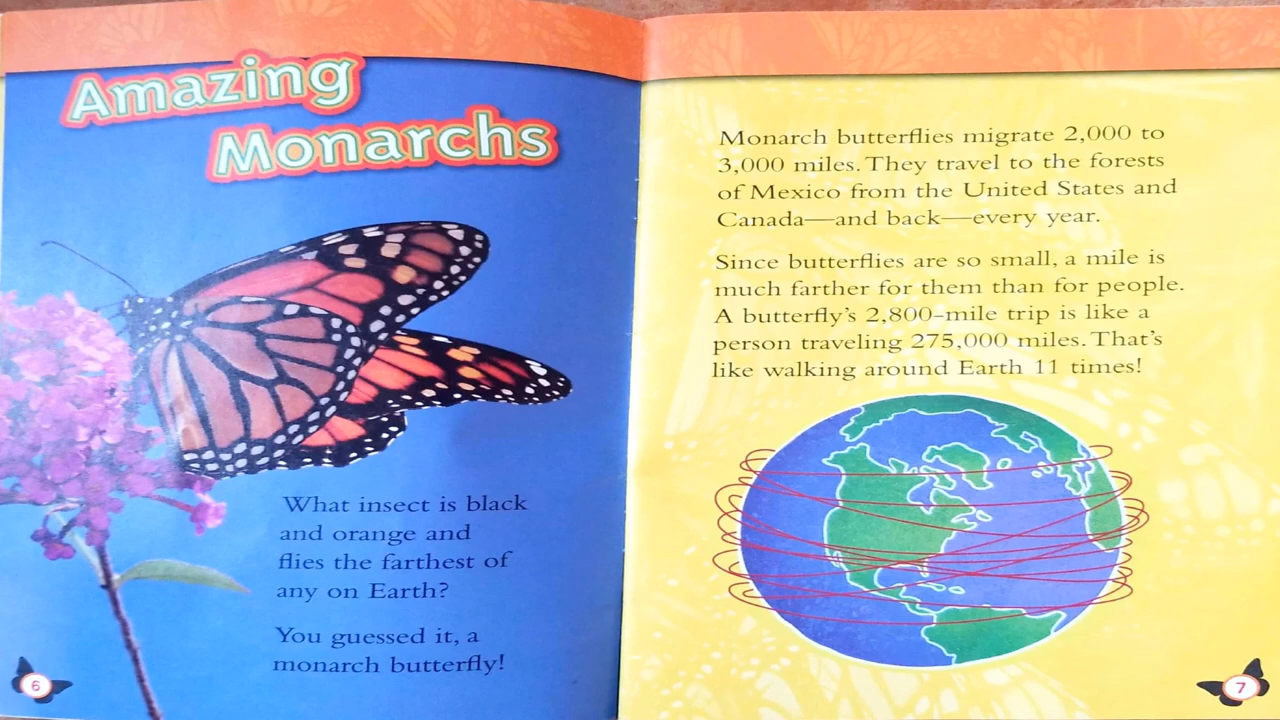 Amazing
Monarchs
What insect is black
and orange and
flies the farthest of
any on Earth?
You guessed it, a
monarch butterfly!
6
Monarch butterflies migrate 2,000 to
3,000 miles. They travel to the forests
of Mexico from the United States and
Canada—and back—every year.
Since butterflies are so small, a mile is
much farther for them than for people.
A butterfly's 2,800-mile trip is like a
person traveling 275,000 miles. That's
like walking around Earth 11 times!
7